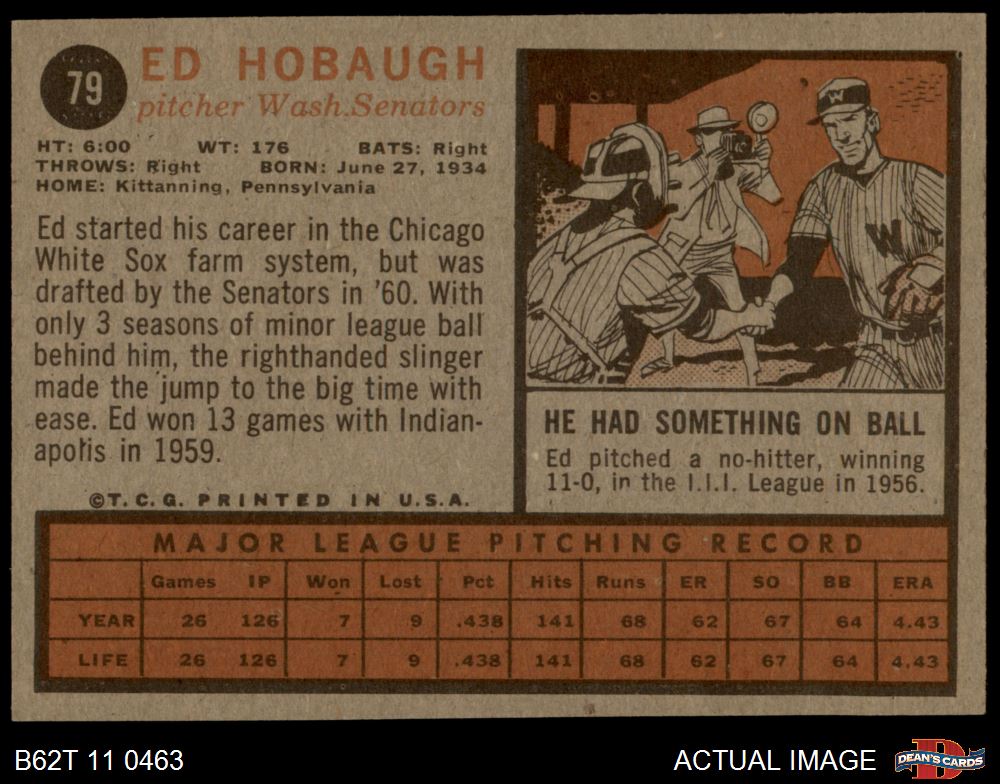 79
ED HOBAUGH
pitcher Wash.Senators
HT: 6:00 WT: 176 BATS: Right
THROWS: Right BORN: June 27, 1934
HOME: Kittanning, Pennsylvania
Ed started his career in the Chicago
White Sox farm system, but was
drafted by the Senators in '60. With
only 3 seasons of minor league ball
behind him, the righthanded slinger
made the jump to the big time with
ease. Ed won 13 games with Indian-
apolis in 1959.
©T.C.G. PRINTED IN U.S.A.
W
W
HE HAD SOMETHING ON BALL
Ed pitched a no-hitter, winning
11-0, in the I.I.I. League in 1956.
MAJOR LEAGUE PITCHING RECORD
Games IP Won Lost Pct Hits Runs ER SO BB ERA
YEAR 26 126 7 9 .438 141 68 62 67 64 4.43
LIFE 26 126 7 9 .438 141 68 62 67 64 4.43
B62T 11 0463
ACTUAL IMAGE
DEAN'S CARDS